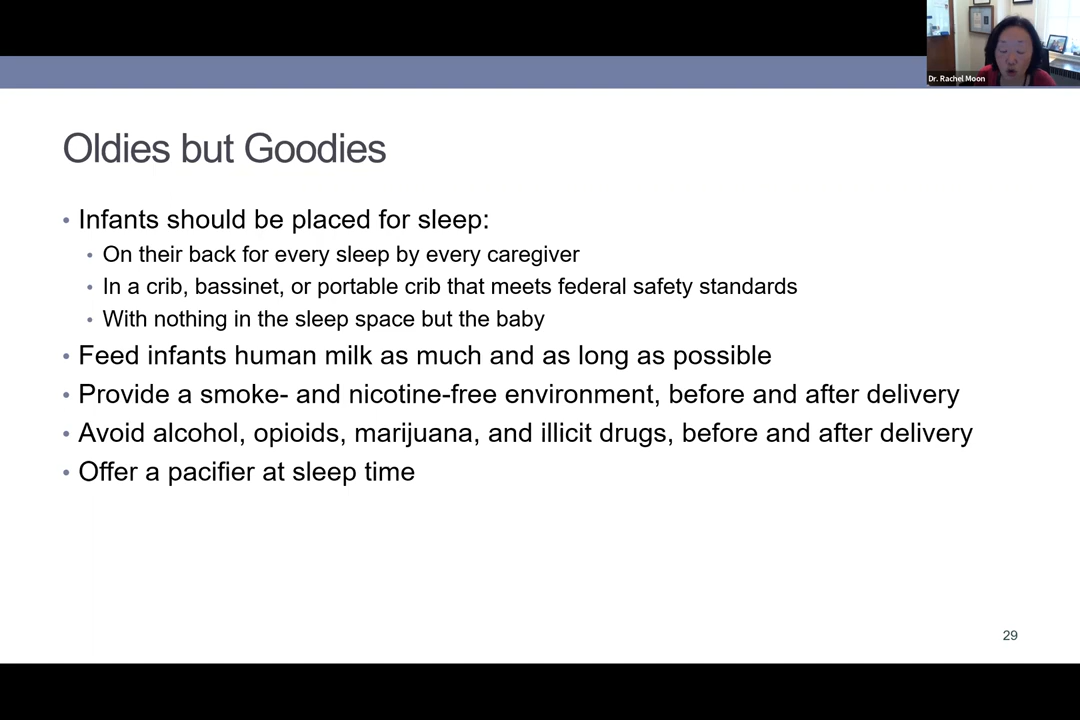 Dr. Rachel Moon
Oldies but Goodies
• Infants should be placed for sleep:
• On their back for every sleep by every caregiver
• In a crib, bassinet, or portable crib that meets federal safety standards
• With nothing in the sleep space but the baby
• Feed infants human milk as much and as long as possible
• Provide a smoke- and nicotine-free environment, before and after delivery
• Avoid alcohol, opioids, marijuana, and illicit drugs, before and after delivery
• Offer a pacifier at sleep time
29